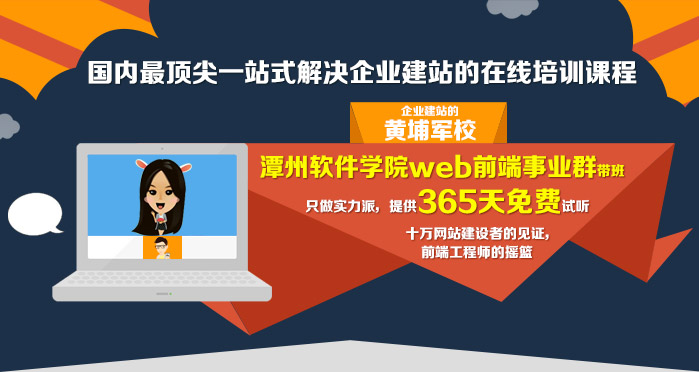 国内最顶尖一站式解决企业建站的在线培训课程
企业建站的
黄埔军校
潭州软件学院web前端事业群带班
只做实力派，提供365天免费试听
十万网站建设者的见证，
前端工程师的摇篮